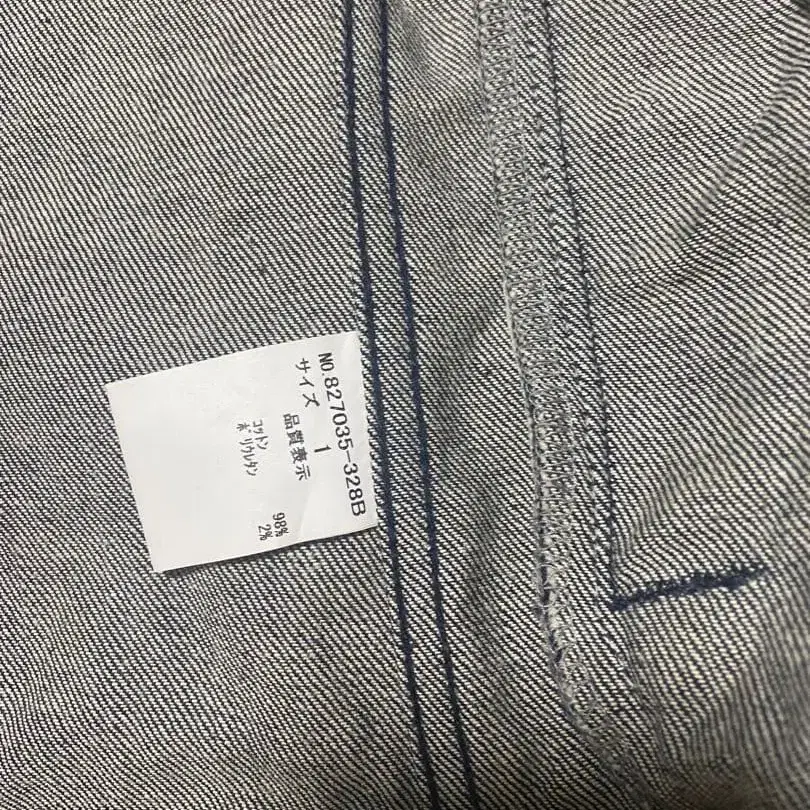 NO.827035-328B
サイズ
1
品質表示
コットン 98%
ポリウレタン 2%